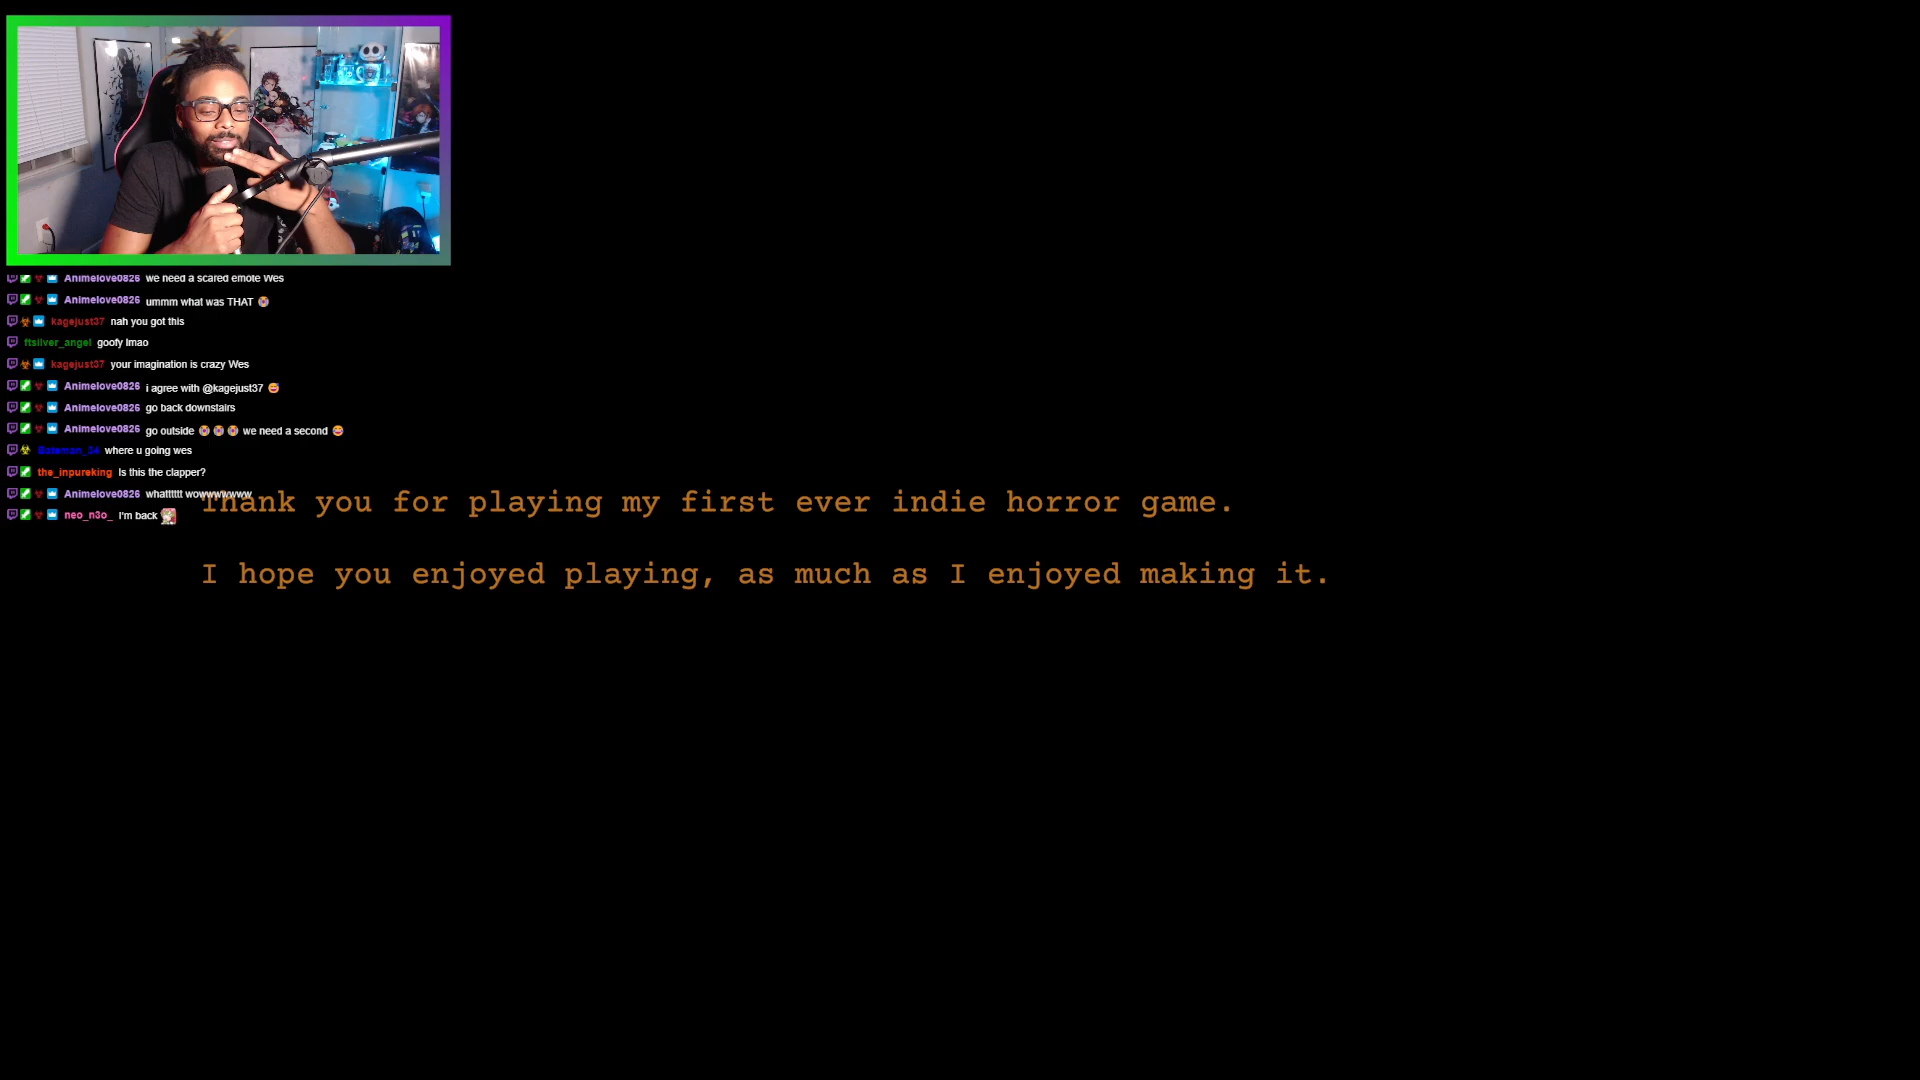 Animelove0826 we need a scared emote Wes
Animelove0826 ummm what was THAT 😭
kagejust37 nah you got this
ftsilver_angel goofy lmao
kagejust37 your imagination is crazy Wes
Animelove0826 i agree with @kagejust37 😅
Animelove0826 go back downstairs
Animelove0826 go outside 😭😭😭 we need a second 😅
where u going wes
the_inpureking Is this the clapper?
Animelove0826 whatttttt wowwwwwwww
neo_n3o_ I'm back
Thank you for playing my first ever indie horror game.
I hope you enjoyed playing, as much as I enjoyed making it.